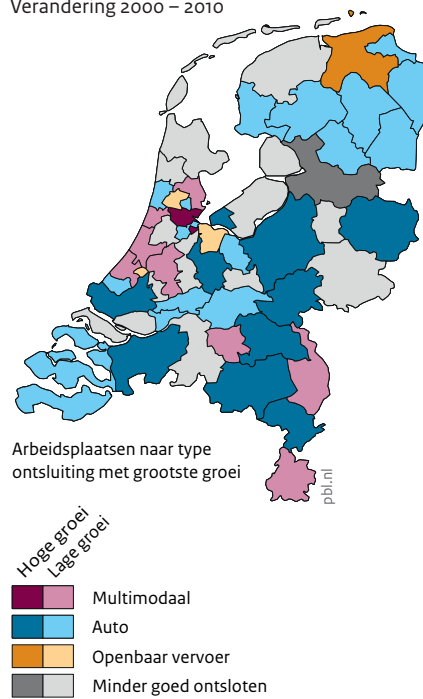 Verandering 2000 – 2010
Arbeidsplaatsen naar type
ontsluiting met grootste groei
pbl.nl
Hoge groei
Lage groei
Multimodaal
Auto
Openbaar vervoer
Minder goed ontsloten